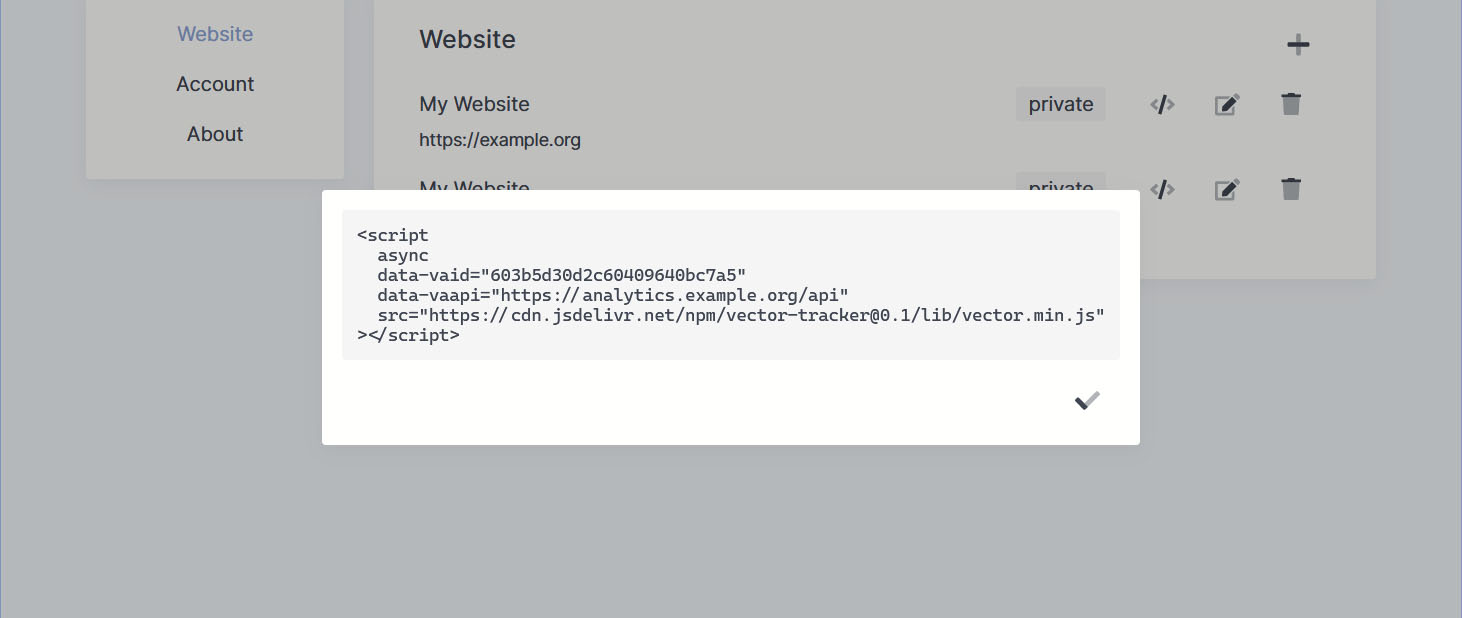 Website
Account
About
Website
My Website
private
https://example.org
My Website
private
<script
  async
  data-vaid="603b5d30d2c60409640bc7a5"
  data-vaapi="https://analytics.example.org/api"
  src="https://cdn.jsdelivr.net/npm/vector-tracker@0.1/lib/vector.min.js"
></script>